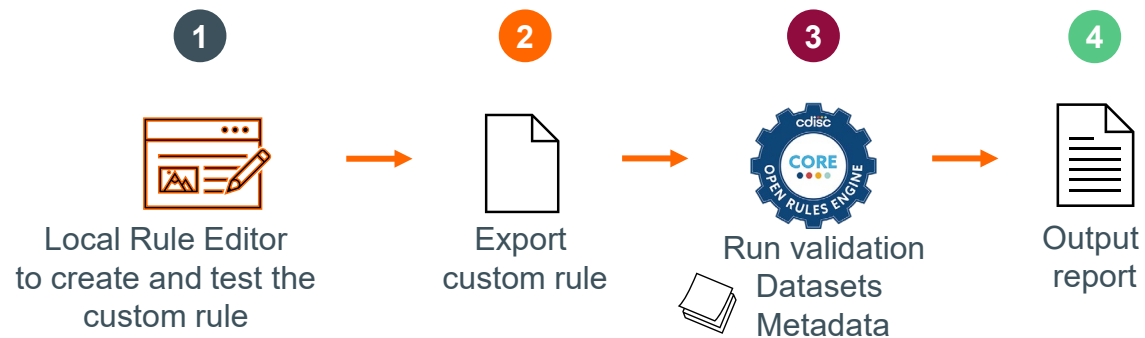 1
2
3
4
cdisc
CORE
OPEN RULES ENGINE
Local Rule Editor
to create and test the
custom rule
Export
custom rule
Run validation
Datasets
Metadata
Output
report